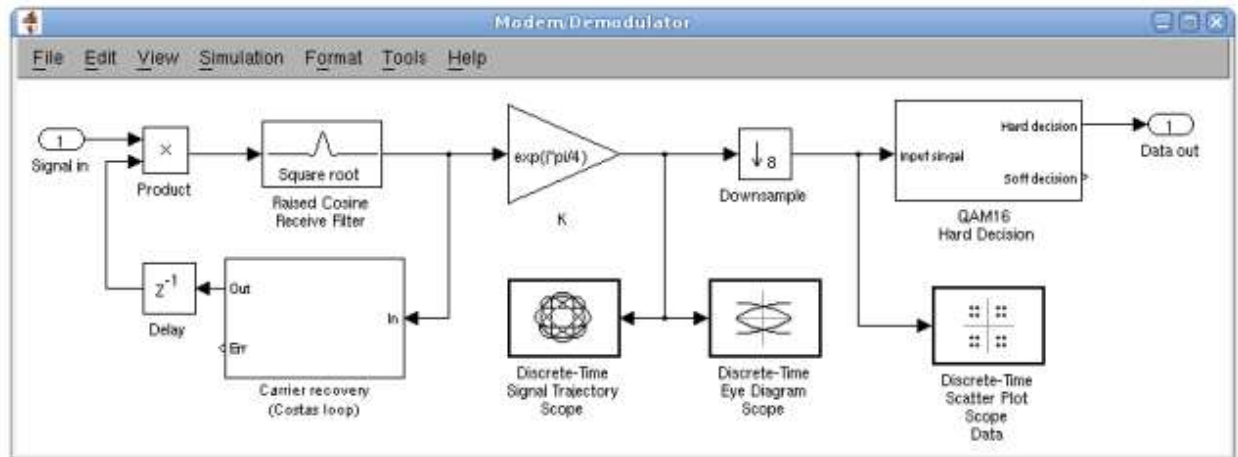 Modem/Demodulator
File Edit View Simulation Format Tools Help
1
Signal in
×
Product
Square root
Raised Cosine
Receive Filter
exp(j*pi/4)
K
↓8
Downsample
Input singal
Hard decision
Soft decision
QAM16
Hard Decision
1
Data out
Z-1
Delay
Out
In
Err
Carrier recovery
(Costas loop)
Discrete-Time
Signal Trajectory
Scope
Discrete-Time
Eye Diagram
Scope
Discrete-Time
Scatter Plot
Scope
Data